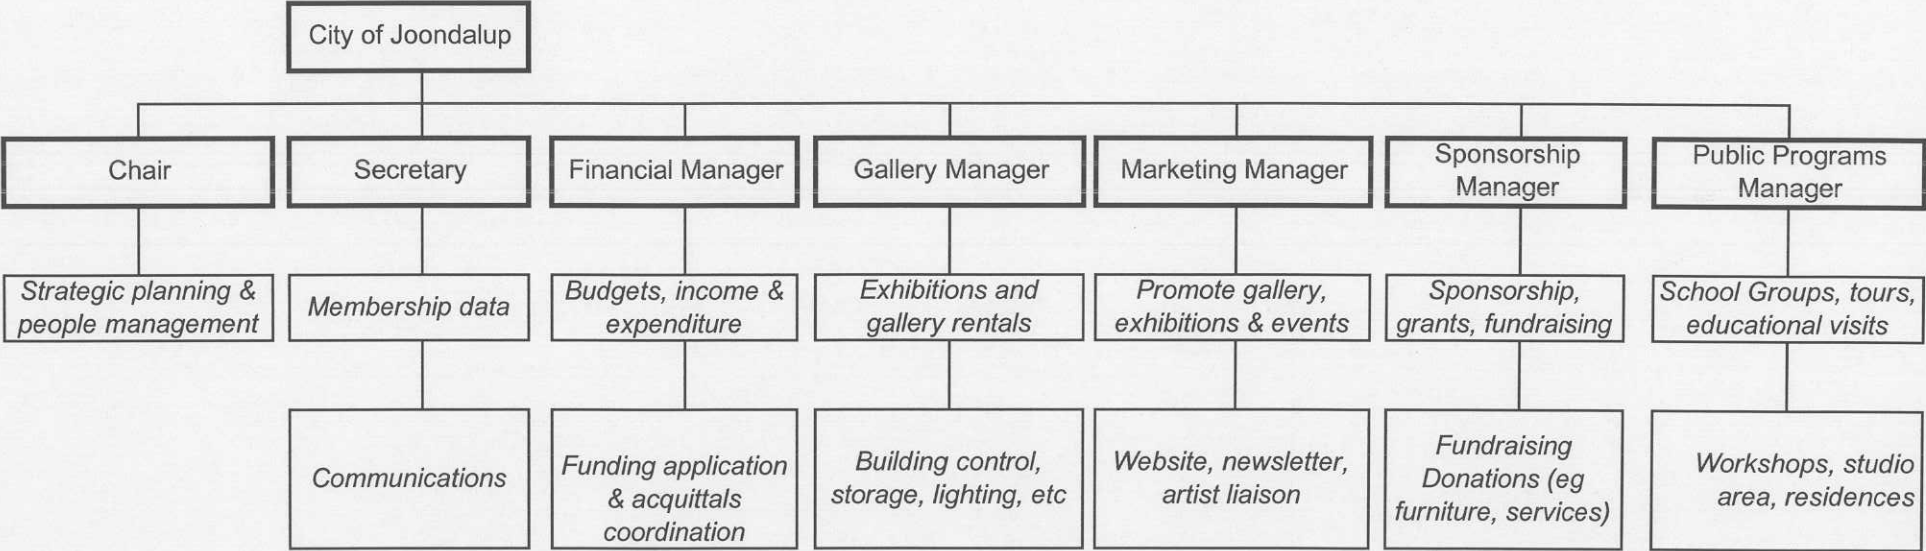 City of Joondalup
Chair
Secretary
Financial Manager
Gallery Manager
Marketing Manager
Sponsorship
Manager
Public Programs
Manager
Strategic planning &
people management
Membership data
Budgets, income &
expenditure
Exhibitions and
gallery rentals
Promote gallery,
exhibitions & events
Sponsorship,
grants, fundraising
School Groups, tours,
educational visits
Communications
Funding application
& acquittals
coordination
Building control,
storage, lighting, etc
Website, newsletter,
artist liaison
Fundraising
Donations (eg
furniture, services)
Workshops, studio
area, residences